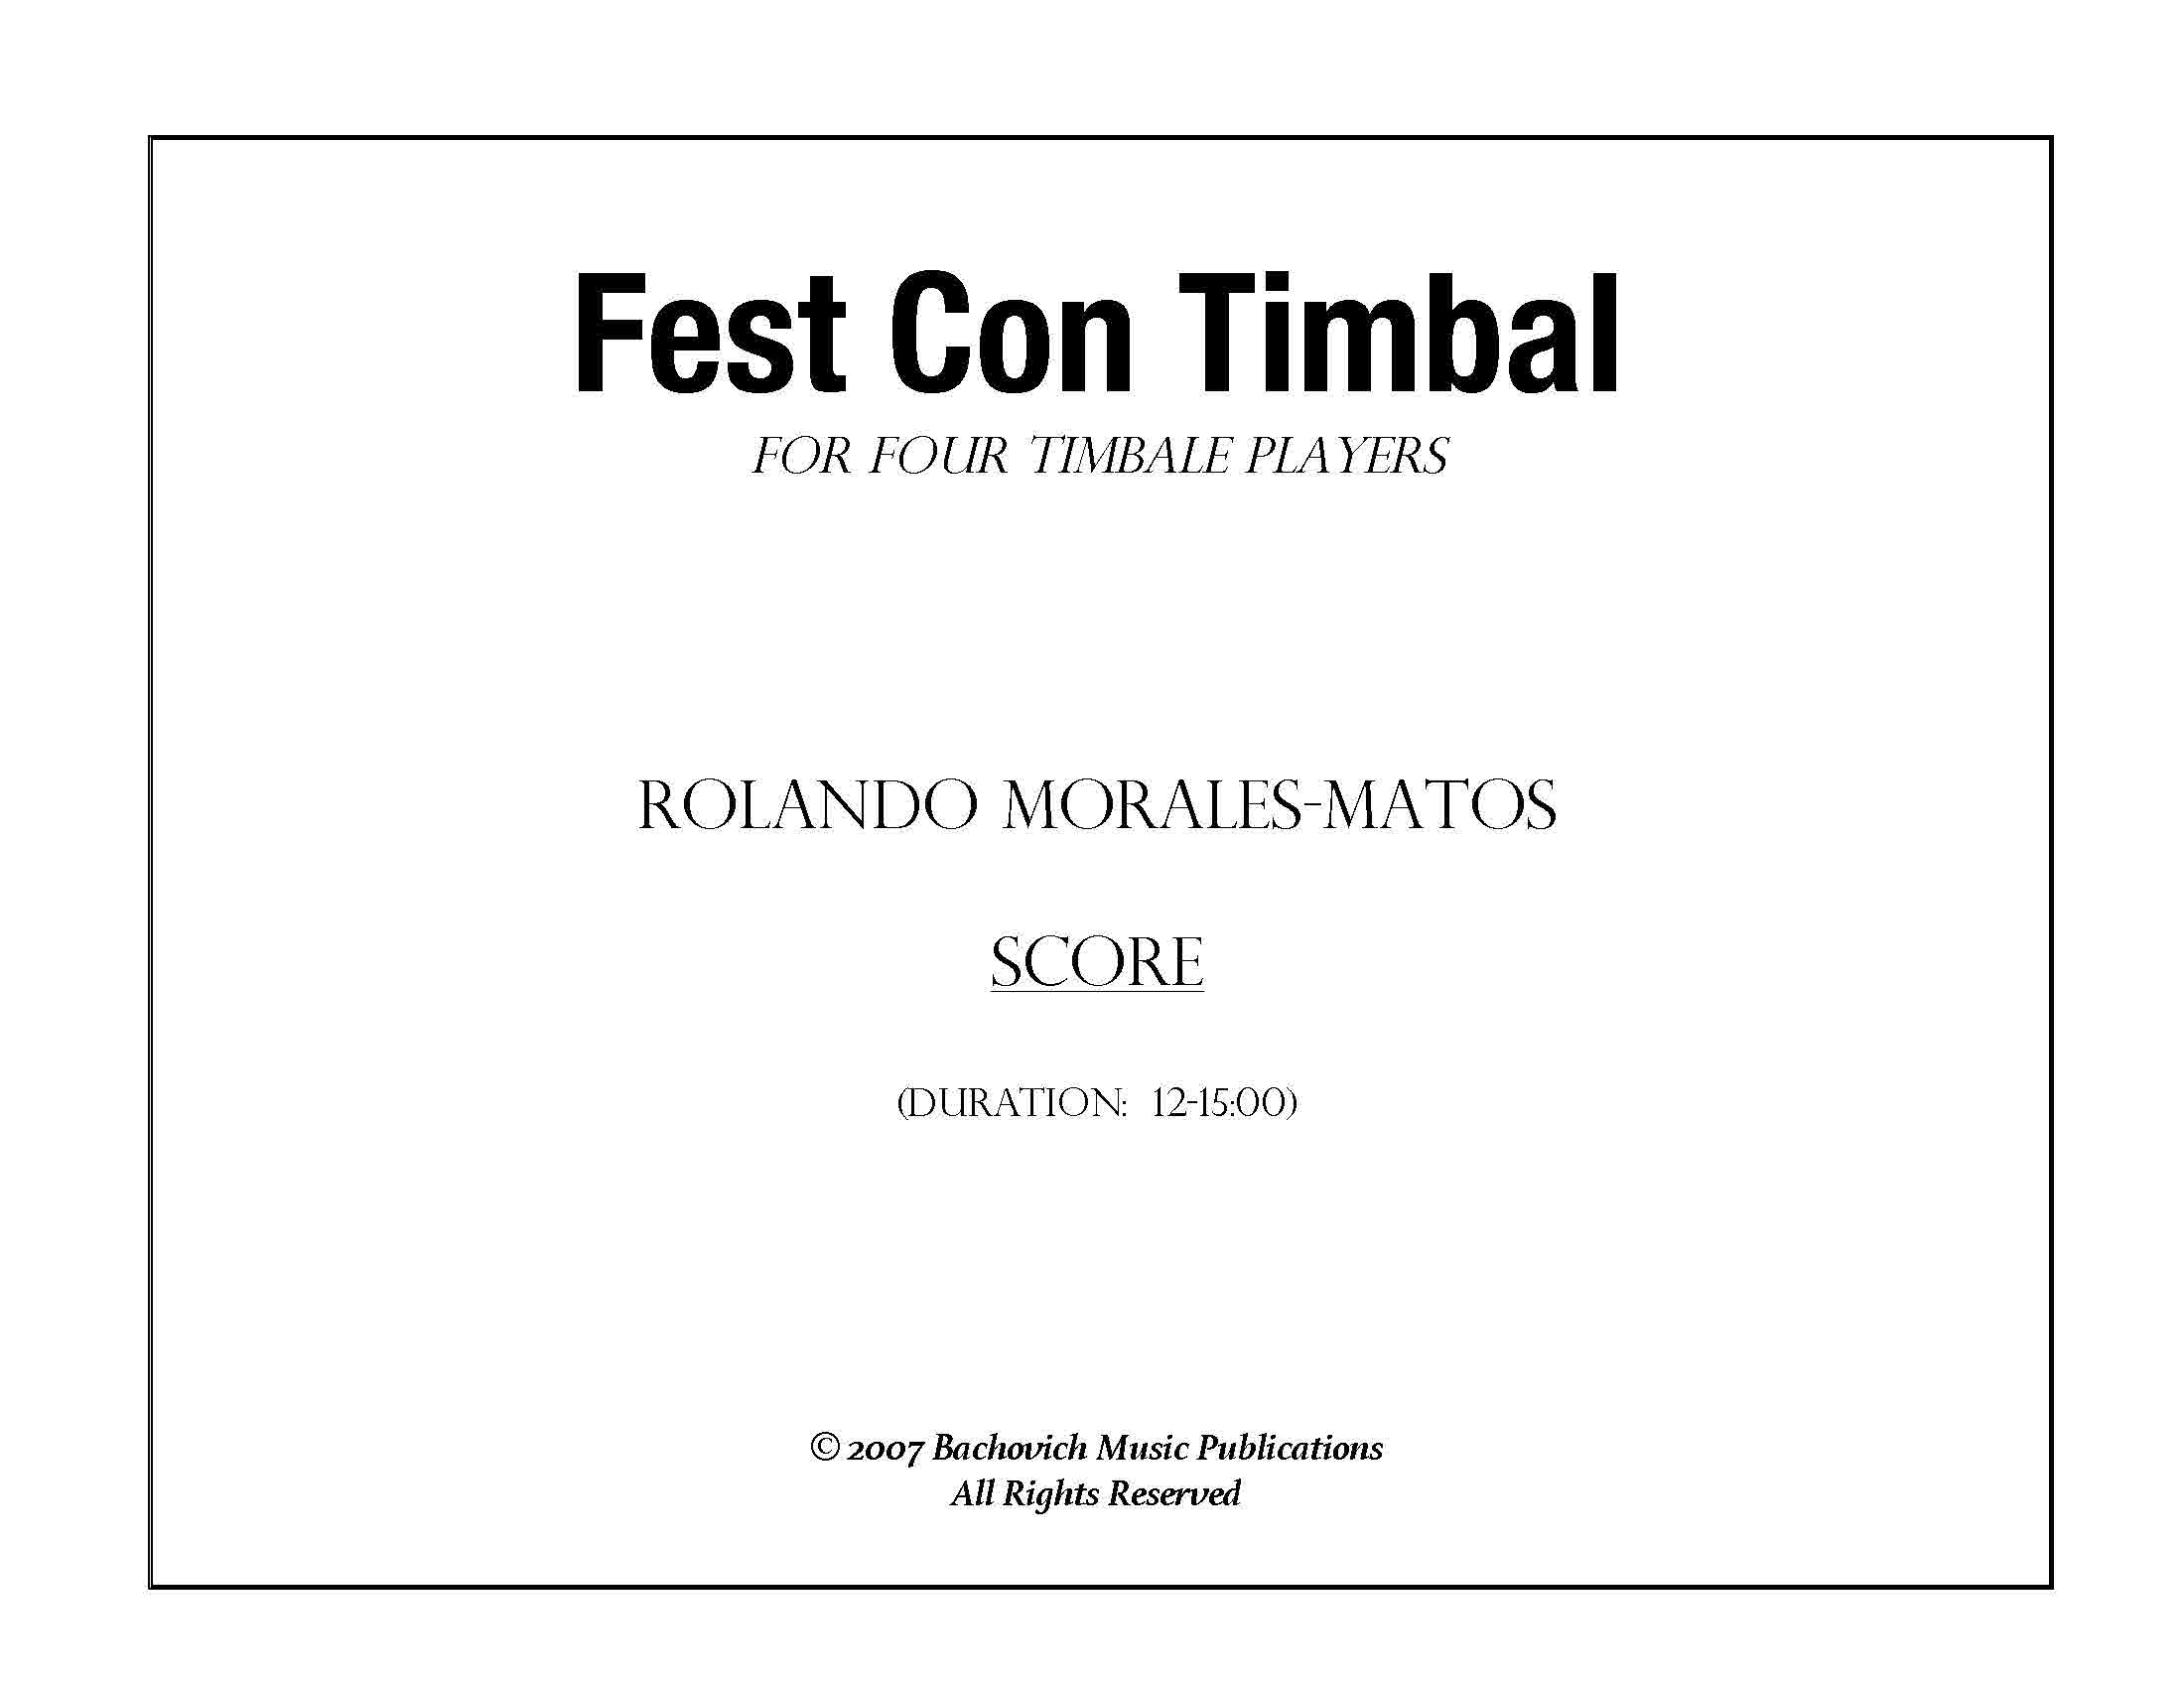 Fest Con Timbal
FOR FOUR TIMBALE PLAYERS
ROLANDO MORALES-MATOS
SCORE
(DURATION: 12-15:00)
© 2007 Bachovich Music Publications
All Rights Reserved